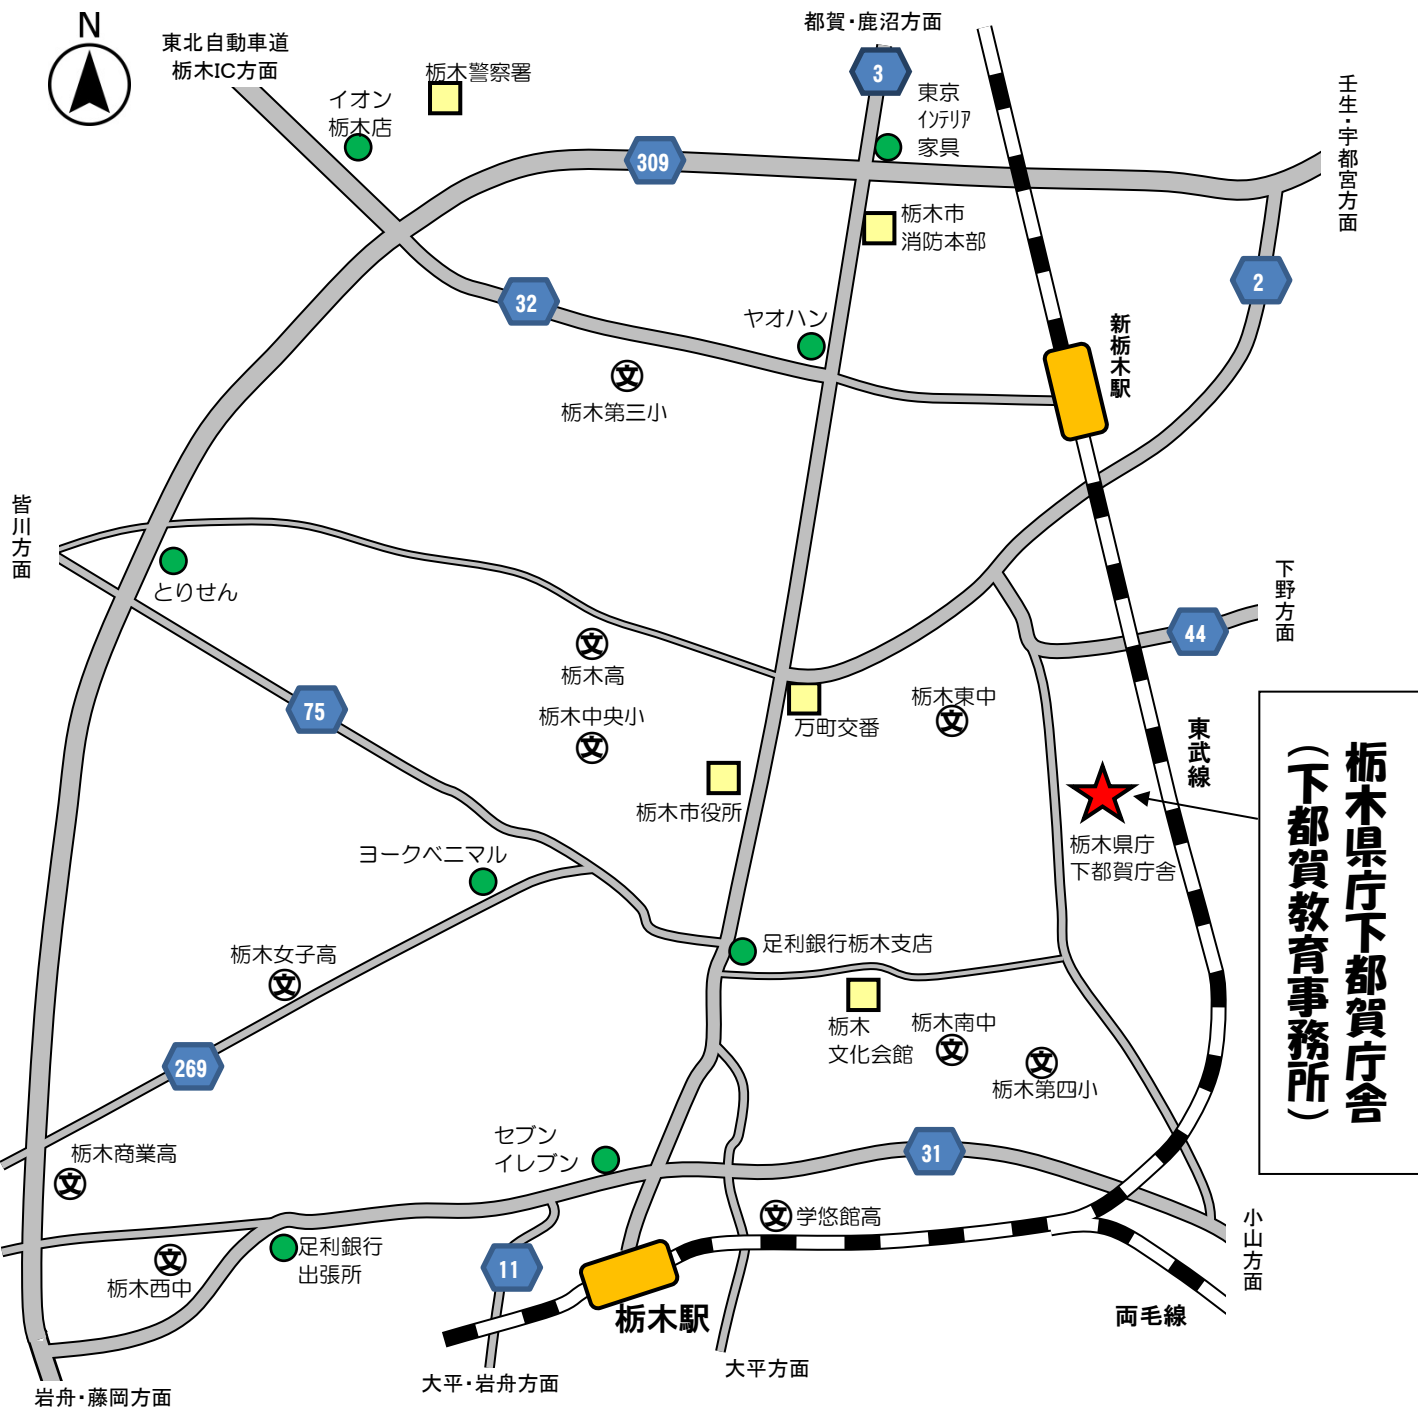 N
東北自動車道
栃木IC方面
栃木警察署
イオン
栃木店
都賀・鹿沼方面
3
東京
ｲﾝﾃﾘｱ
家具
壬生・宇都宮方面
309
栃木市
消防本部
2
32
ヤオハン
新栃木駅
文
栃木第三小
皆川方面
とりせん
下野方面
44
文
栃木高
75
栃木中央小
文
万町交番
栃木東中
文
東武線
栃木市役所
栃木県庁
下都賀庁舎
栃木県庁下都賀庁舎
（下都賀教育事務所）
ヨークベニマル
足利銀行栃木支店
栃木女子高
文
栃木
文化会館
栃木南中
文
文
栃木第四小
269
セブン
イレブン
31
栃木商業高
文
文
学悠館高
小山方面
文
栃木西中
足利銀行
出張所
11
栃木駅
両毛線
大平方面
大平・岩舟方面
岩舟・藤岡方面